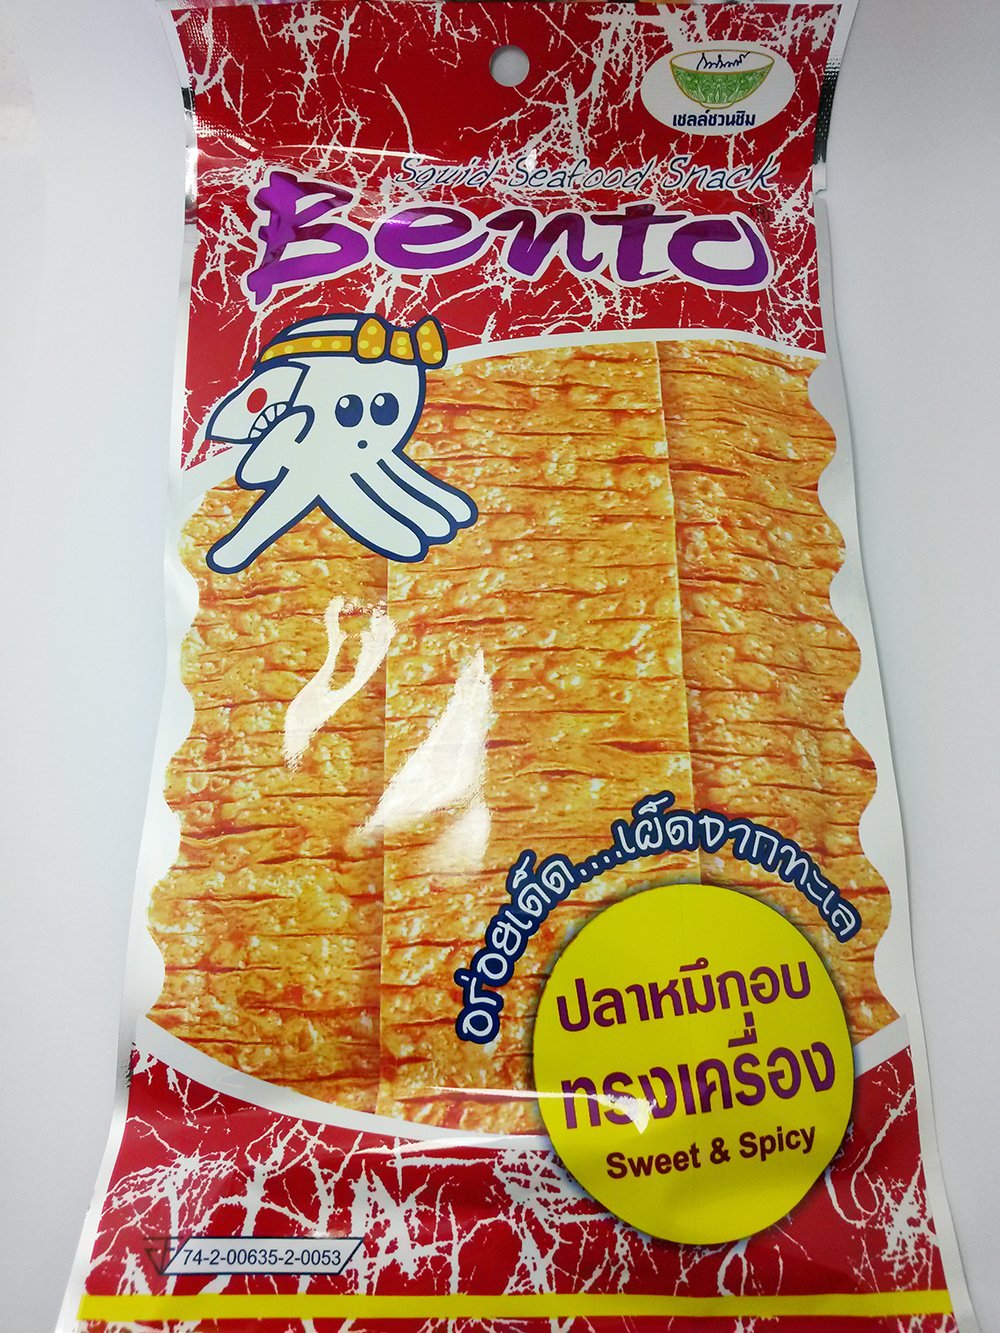 เชลล์ชวนชิม
Squid Seafood Snack
Bento
อร่อยเด็ด....เผ็ดจากทะเล
ปลาหมึกอบ
ทรงเครื่อง
Sweet & Spicy
74-2-00635-2-0053